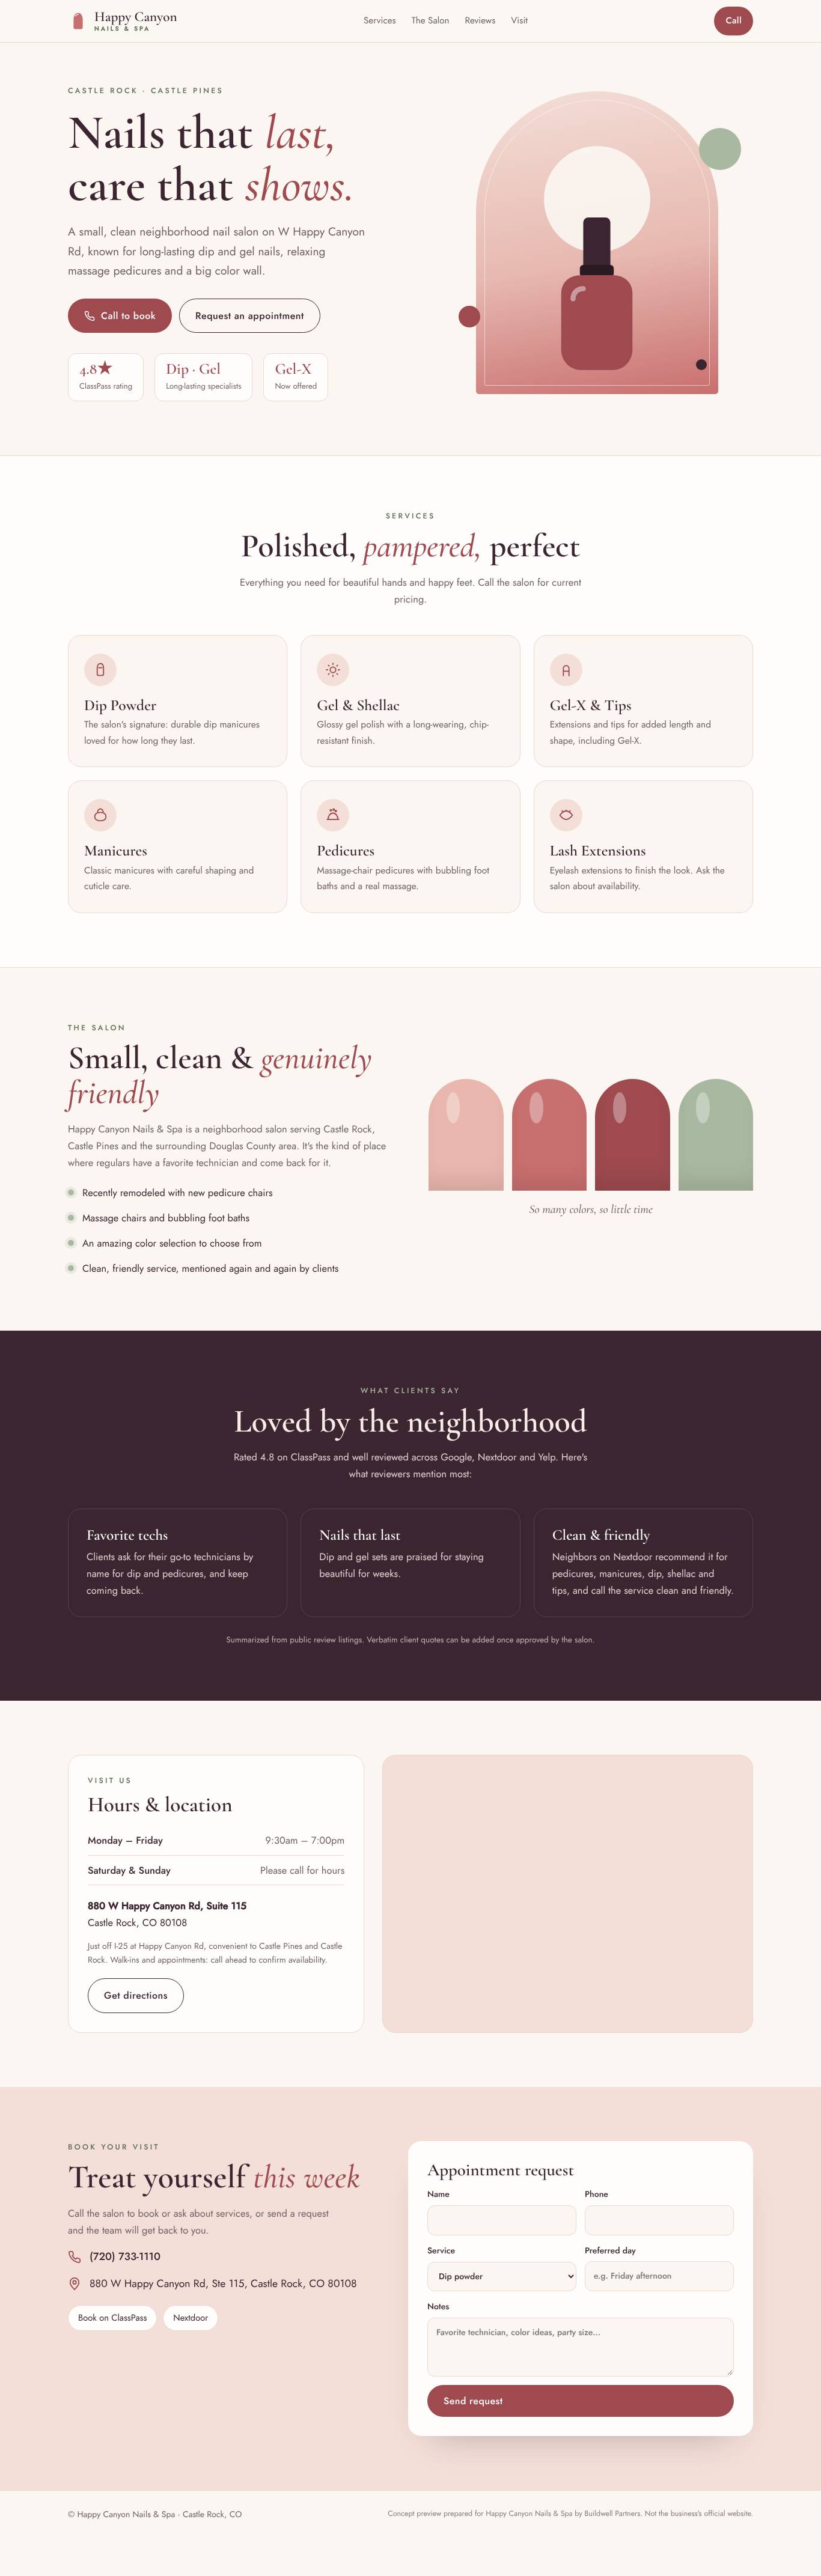 Happy Canyon
NAILS & SPA
Services
The Salon
Reviews
Visit
Call
CASTLE ROCK · CASTLE PINES
Nails that last,
care that shows.
A small, clean neighborhood nail salon on W Happy Canyon
Rd, known for long-lasting dip and gel nails, relaxing
massage pedicures and a big color wall.
Call to book
Request an appointment
4.8★
ClassPass rating
Dip · Gel
Long-lasting specialists
Gel-X
Now offered
SERVICES
Polished, pampered, perfect
Everything you need for beautiful hands and happy feet. Call the salon for current
pricing.
Dip Powder
The salon's signature: durable dip manicures
loved for how long they last.
Gel & Shellac
Glossy gel polish with a long-wearing, chip-
resistant finish.
Gel-X & Tips
Extensions and tips for added length and
shape, including Gel-X.
Manicures
Classic manicures with careful shaping and
cuticle care.
Pedicures
Massage-chair pedicures with bubbling foot
baths and a real massage.
Lash Extensions
Eyelash extensions to finish the look. Ask the
salon about availability.
THE SALON
Small, clean & genuinely
friendly
Happy Canyon Nails & Spa is a neighborhood salon serving Castle Rock,
Castle Pines and the surrounding Douglas County area. It's the kind of place
where regulars have a favorite technician and come back for it.
Recently remodeled with new pedicure chairs
Massage chairs and bubbling foot baths
An amazing color selection to choose from
Clean, friendly service, mentioned again and again by clients
So many colors, so little time
WHAT CLIENTS SAY
Loved by the neighborhood
Rated 4.8 on ClassPass and well reviewed across Google, Nextdoor and Yelp. Here's
what reviewers mention most:
Favorite techs
Clients ask for their go-to technicians by
name for dip and pedicures, and keep
coming back.
Nails that last
Dip and gel sets are praised for staying
beautiful for weeks.
Clean & friendly
Neighbors on Nextdoor recommend it for
pedicures, manicures, dip, shellac and
tips, and call the service clean and friendly.
Summarized from public review listings. Verbatim client quotes can be added once approved by the salon.
VISIT US
Hours & location
Monday – Friday
9:30am – 7:00pm
Saturday & Sunday
Please call for hours
880 W Happy Canyon Rd, Suite 115
Castle Rock, CO 80108
Just off I-25 at Happy Canyon Rd, convenient to Castle Pines and Castle
Rock. Walk-ins and appointments: call ahead to confirm availability.
Get directions
BOOK YOUR VISIT
Treat yourself this week
Call the salon to book or ask about services, or send a request
and the team will get back to you.
(720) 733-1110
880 W Happy Canyon Rd, Ste 115, Castle Rock, CO 80108
Book on ClassPass
Nextdoor
Appointment request
Name
Phone
Service
Preferred day
Dip powder
e.g. Friday afternoon
Notes
Favorite technician, color ideas, party size...
Send request
© Happy Canyon Nails & Spa · Castle Rock, CO
Concept preview prepared for Happy Canyon Nails & Spa by Buildwell Partners. Not the business's official website.